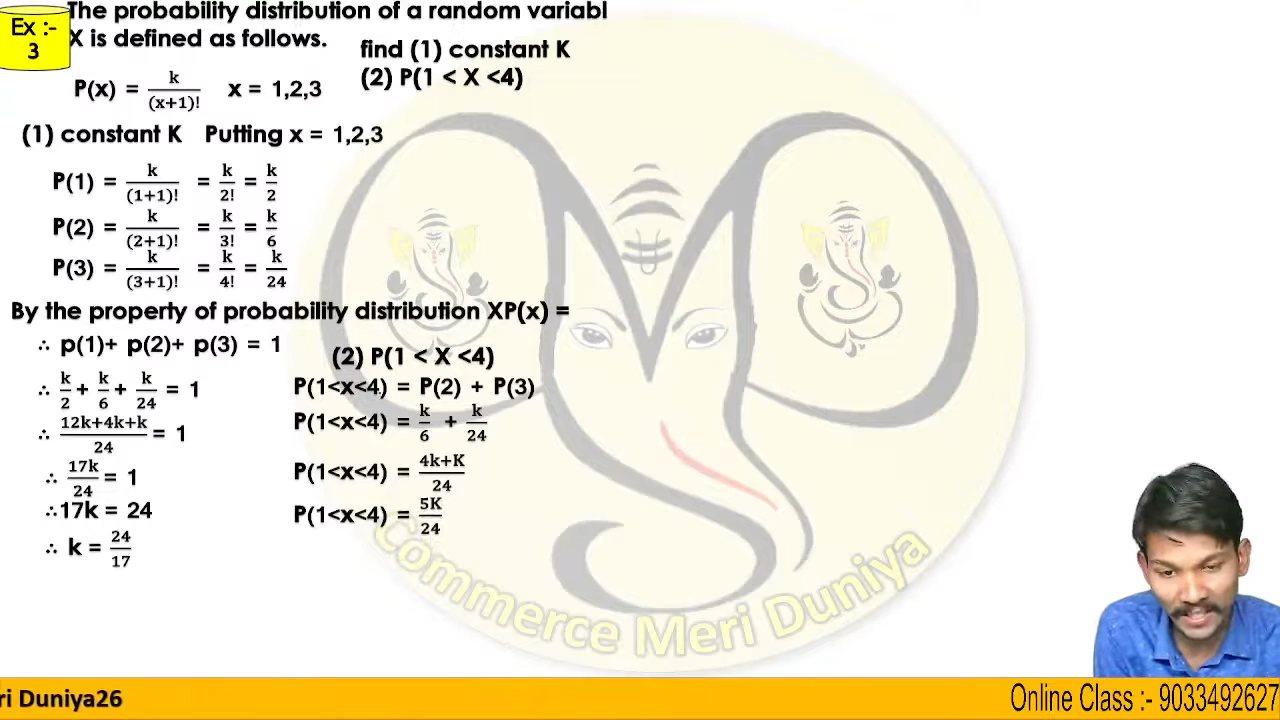 Ex :- 3
The probability distribution of a random variabl
X is defined as follows.
find (1) constant K
(2) P(1 < X <4)
P(x) = k/(x+1)! x = 1,2,3
(1) constant K Putting x = 1,2,3
P(1) = k/(1+1)! = k/2! = k/2
P(2) = k/(2+1)! = k/3! = k/6
P(3) = k/(3+1)! = k/4! = k/24
By the property of probability distribution XP(x) =
∴ p(1)+ p(2)+ p(3) = 1
∴ k/2 + k/6 + k/24 = 1
∴ 12k+4k+k/24 = 1
∴ 17k/24 = 1
∴17k = 24
∴ k = 24/17
(2) P(1 < X <4)
P(1<x<4) = P(2) + P(3)
P(1<x<4) = k/6 + k/24
P(1<x<4) = 4k+K/24
P(1<x<4) = 5K/24
Commerce Meri Duniya
ri Duniya26
Online Class :- 9033492627